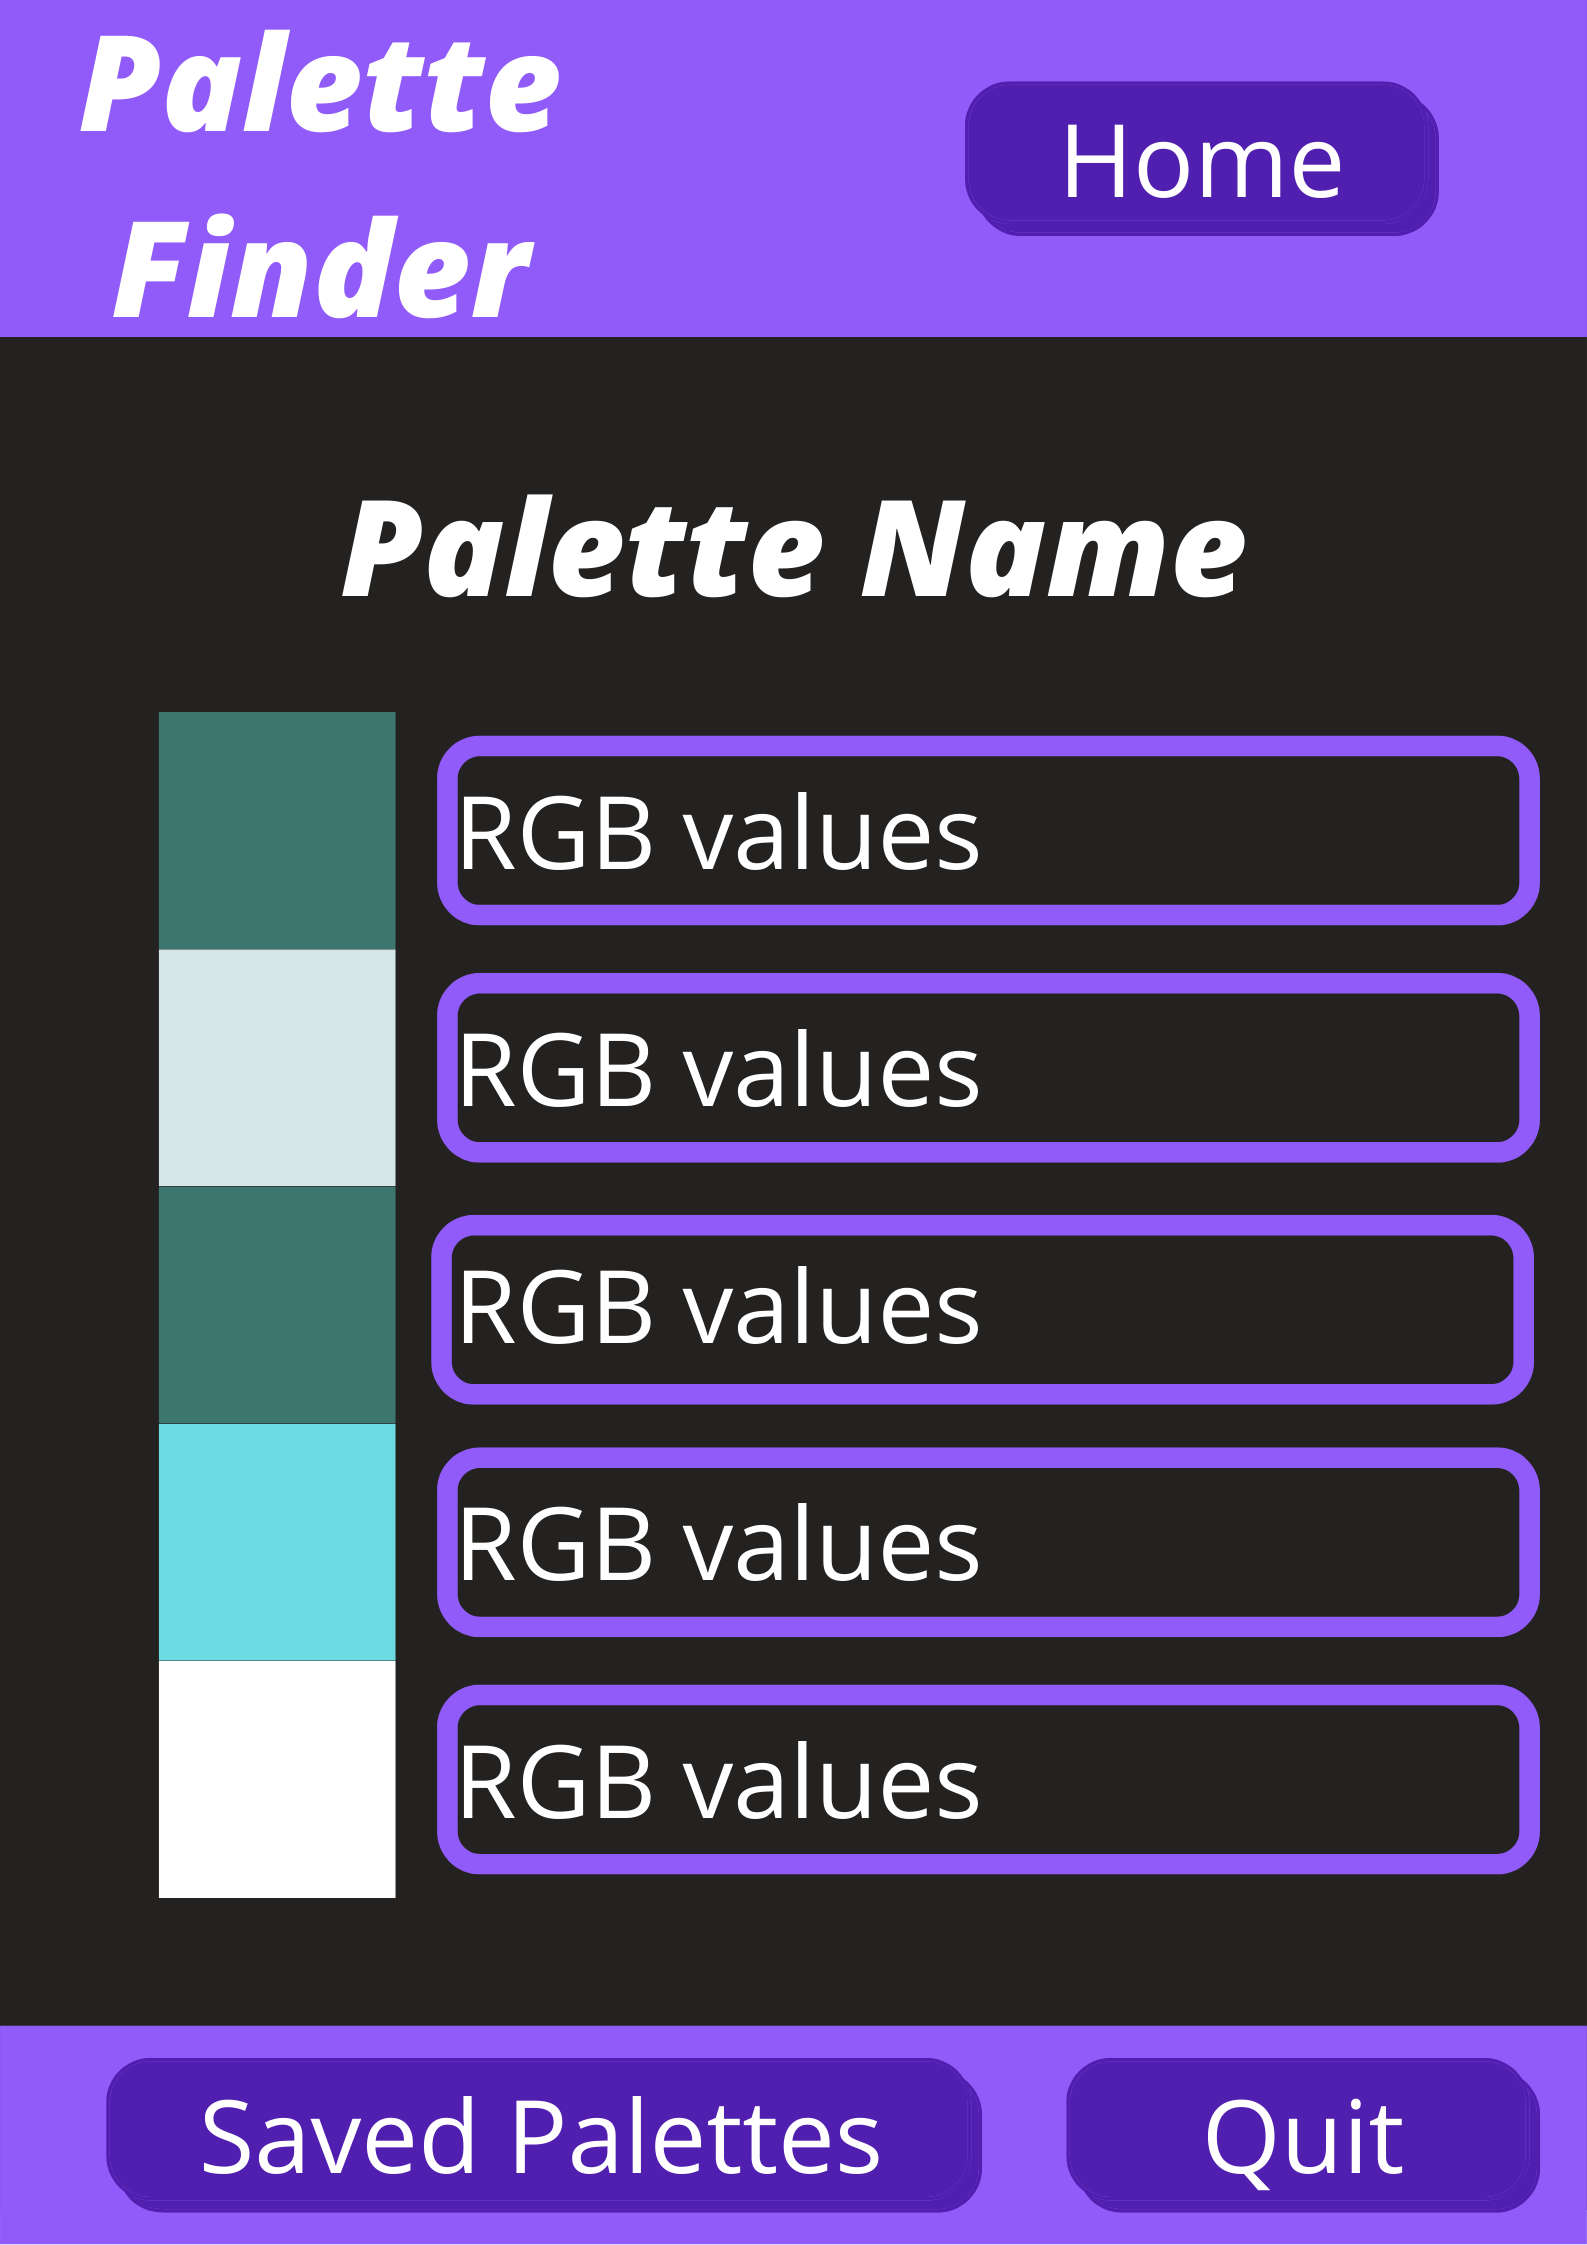 Palette
Finder
Home
Palette Name
RGB values
RGB values
RGB values
RGB values
RGB values
Saved Palettes
Quit